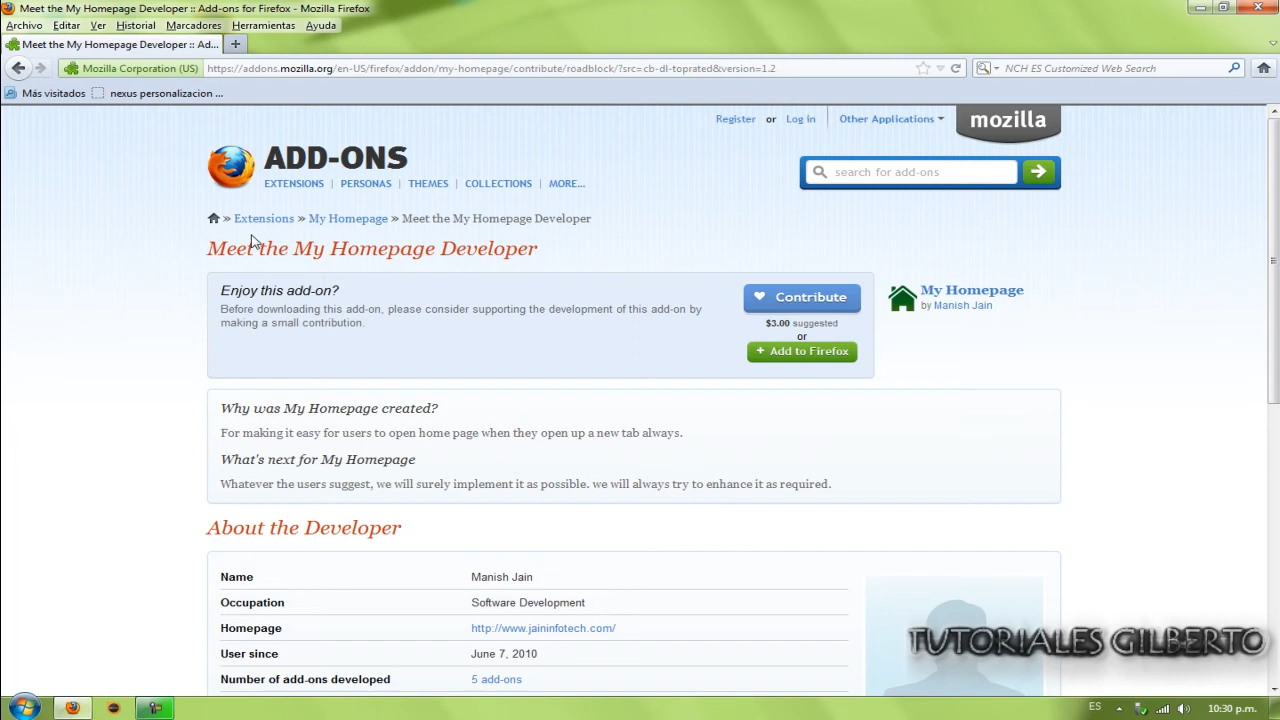 Meet the My Homepage Developer :: Add-ons for Firefox - Mozilla Firefox
Archivo Editar Ver Historial Marcadores Herramientas Ayuda
Meet the My Homepage Developer :: Ad...
Mozilla Corporation (US) https://addons.mozilla.org/en-US/firefox/addon/my-homepage/contribute/roadblock/?src=cb-dl-toprated&version=1.2 NCH ES Customized Web Search
Más visitados nexus personalizacion ...
Register or Log in Other Applications mozilla
ADD-ONS
search for add-ons
EXTENSIONS | PERSONAS | THEMES | COLLECTIONS | MORE...
» Extensions » My Homepage » Meet the My Homepage Developer
Meet the My Homepage Developer
Enjoy this add-on?
Before downloading this add-on, please consider supporting the development of this add-on by
making a small contribution.
Contribute
$3.00 suggested
or
+ Add to Firefox
My Homepage
by Manish Jain
Why was My Homepage created?
For making it easy for users to open home page when they open up a new tab always.
What's next for My Homepage
Whatever the users suggest, we will surely implement it as possible. we will always try to enhance it as required.
About the Developer
Name Manish Jain
Occupation Software Development
Homepage http://www.jaininfotech.com/
User since June 7, 2010
Number of add-ons developed 5 add-ons
TUTORIALES GILBERTO
ES 10:30 p.m.